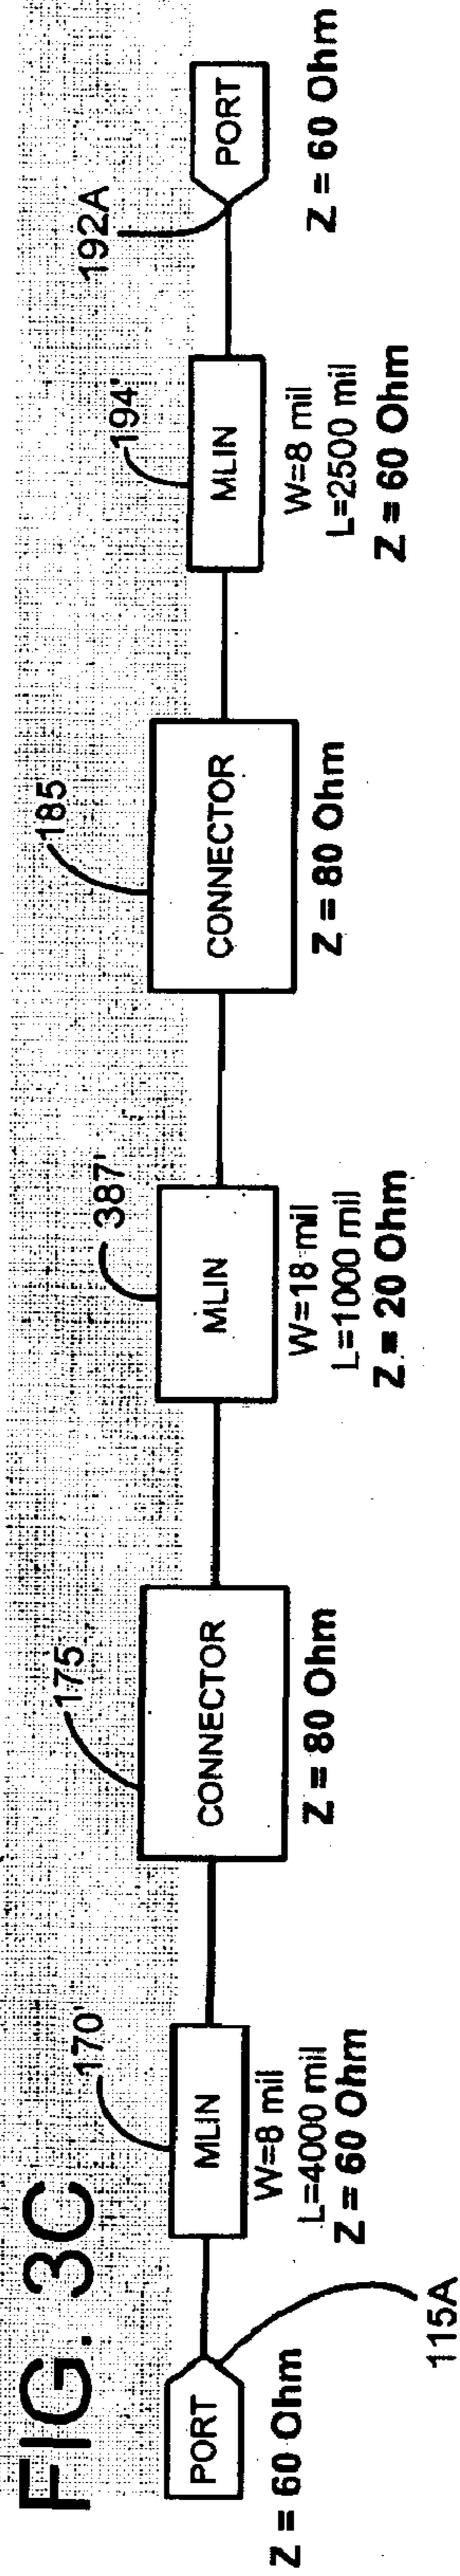 FIG. 3C
PORT
Z = 60 Ohm
115A
170'
MLIN
W=8 mil
L=4000 mil
Z = 60 Ohm
175
CONNECTOR
Z = 80 Ohm
387'
MLIN
W=18 mil
L=1000 mil
Z = 20 Ohm
185
CONNECTOR
Z = 80 Ohm
194'
MLIN
W=8 mil
L=2500 mil
Z = 60 Ohm
192A
PORT
Z = 60 Ohm